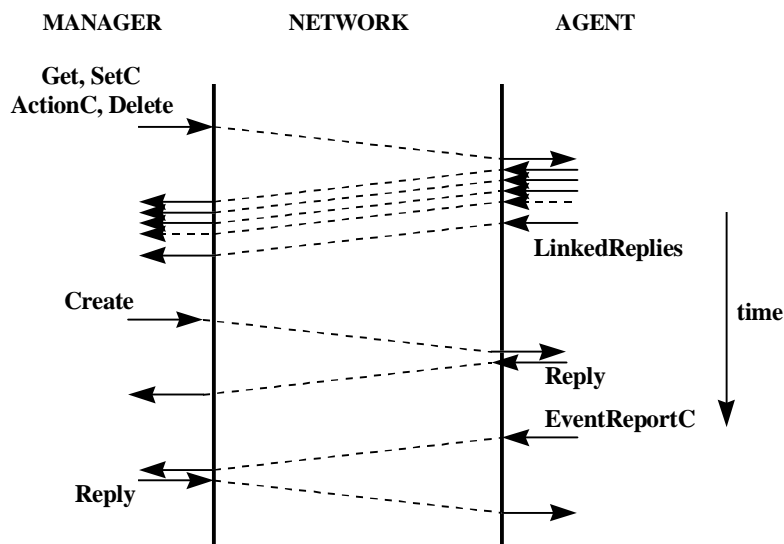 MANAGER NETWORK AGENT
Get, SetC
ActionC, Delete
LinkedReplies
Create
time
Reply
EventReportC
Reply